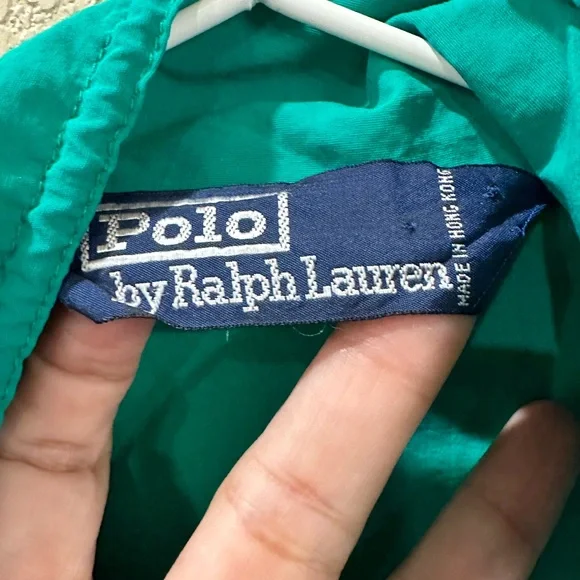 Polo
by Ralph Lauren
MADE IN HONG KONG